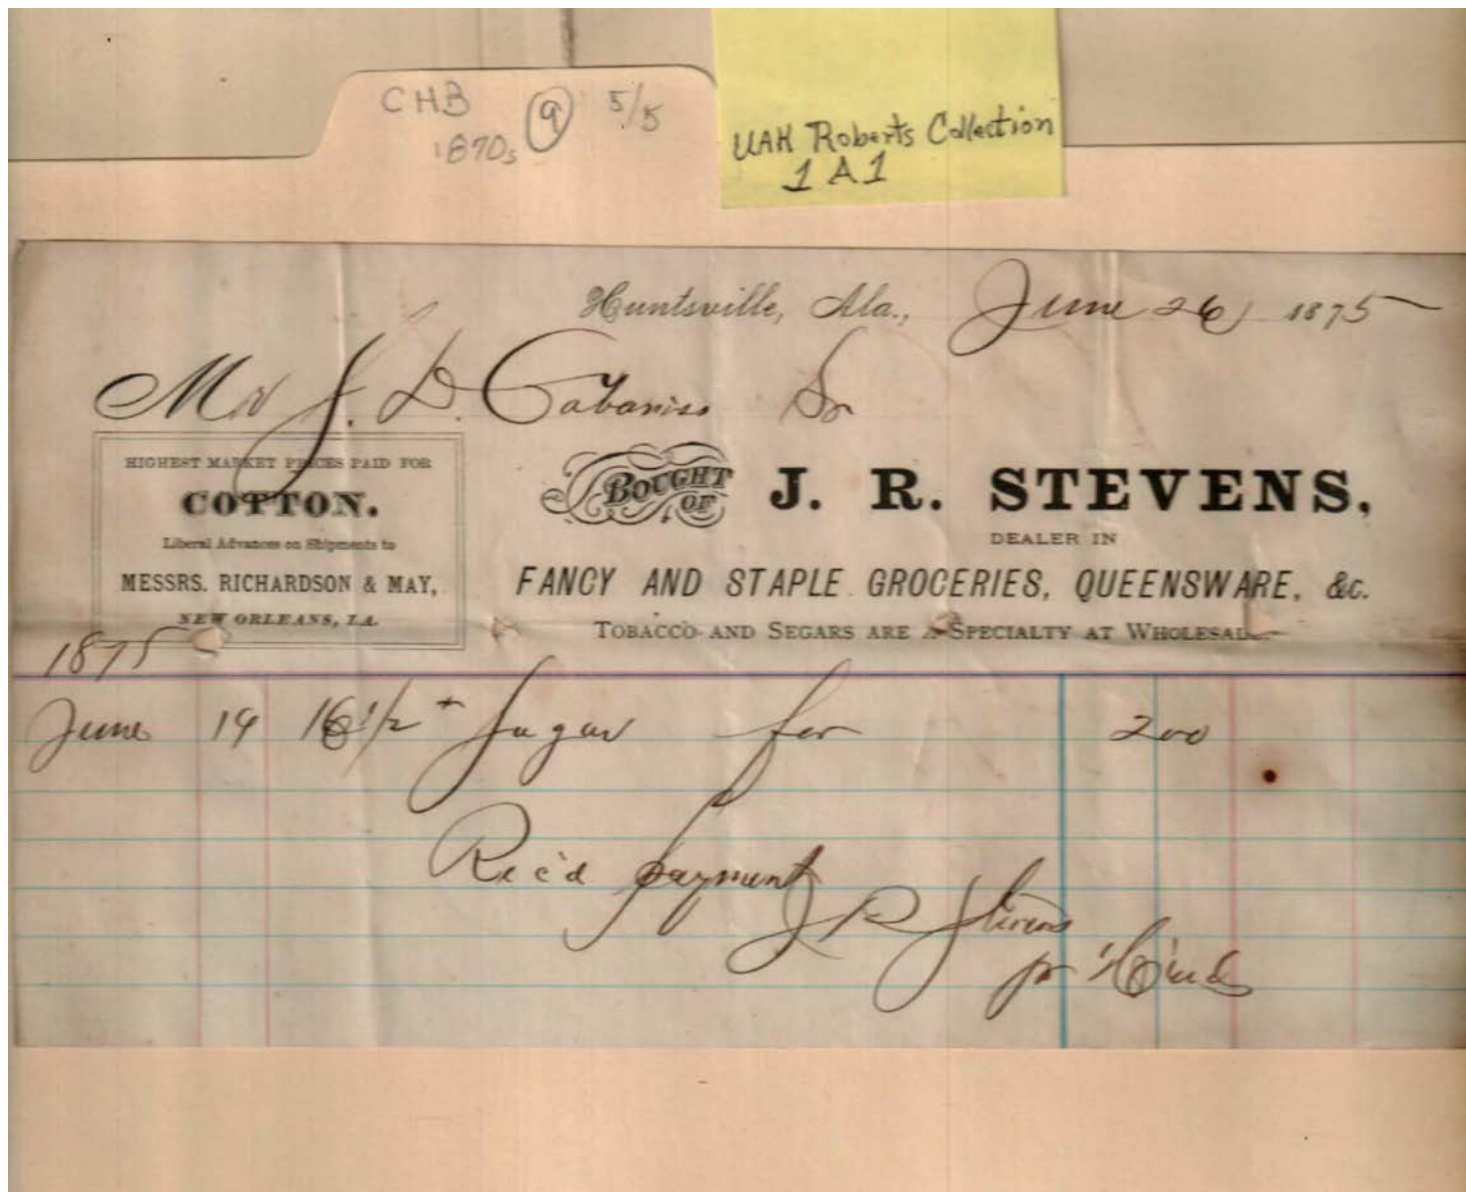 CHB 9 5/5
1870s
UAH Roberts Collection
1A1
Huntsville, Ala., June 26 1875
Mr J. D. Cabaniss Sr
HIGHEST MARKET PRICES PAID FOR
COTTON.
Liberal Advances on Shipments to
MESSRS. RICHARDSON & MAY,
NEW ORLEANS, LA.
BOUGHT OF J. R. STEVENS,
DEALER IN
FANCY AND STAPLE GROCERIES, QUEENSWARE, &c.
TOBACCO AND SEGARS ARE A SPECIALTY AT WHOLESALE.
1875
June 19 16 1/2 Sugar for 200
Rec'd payment
J R Stevens
pr